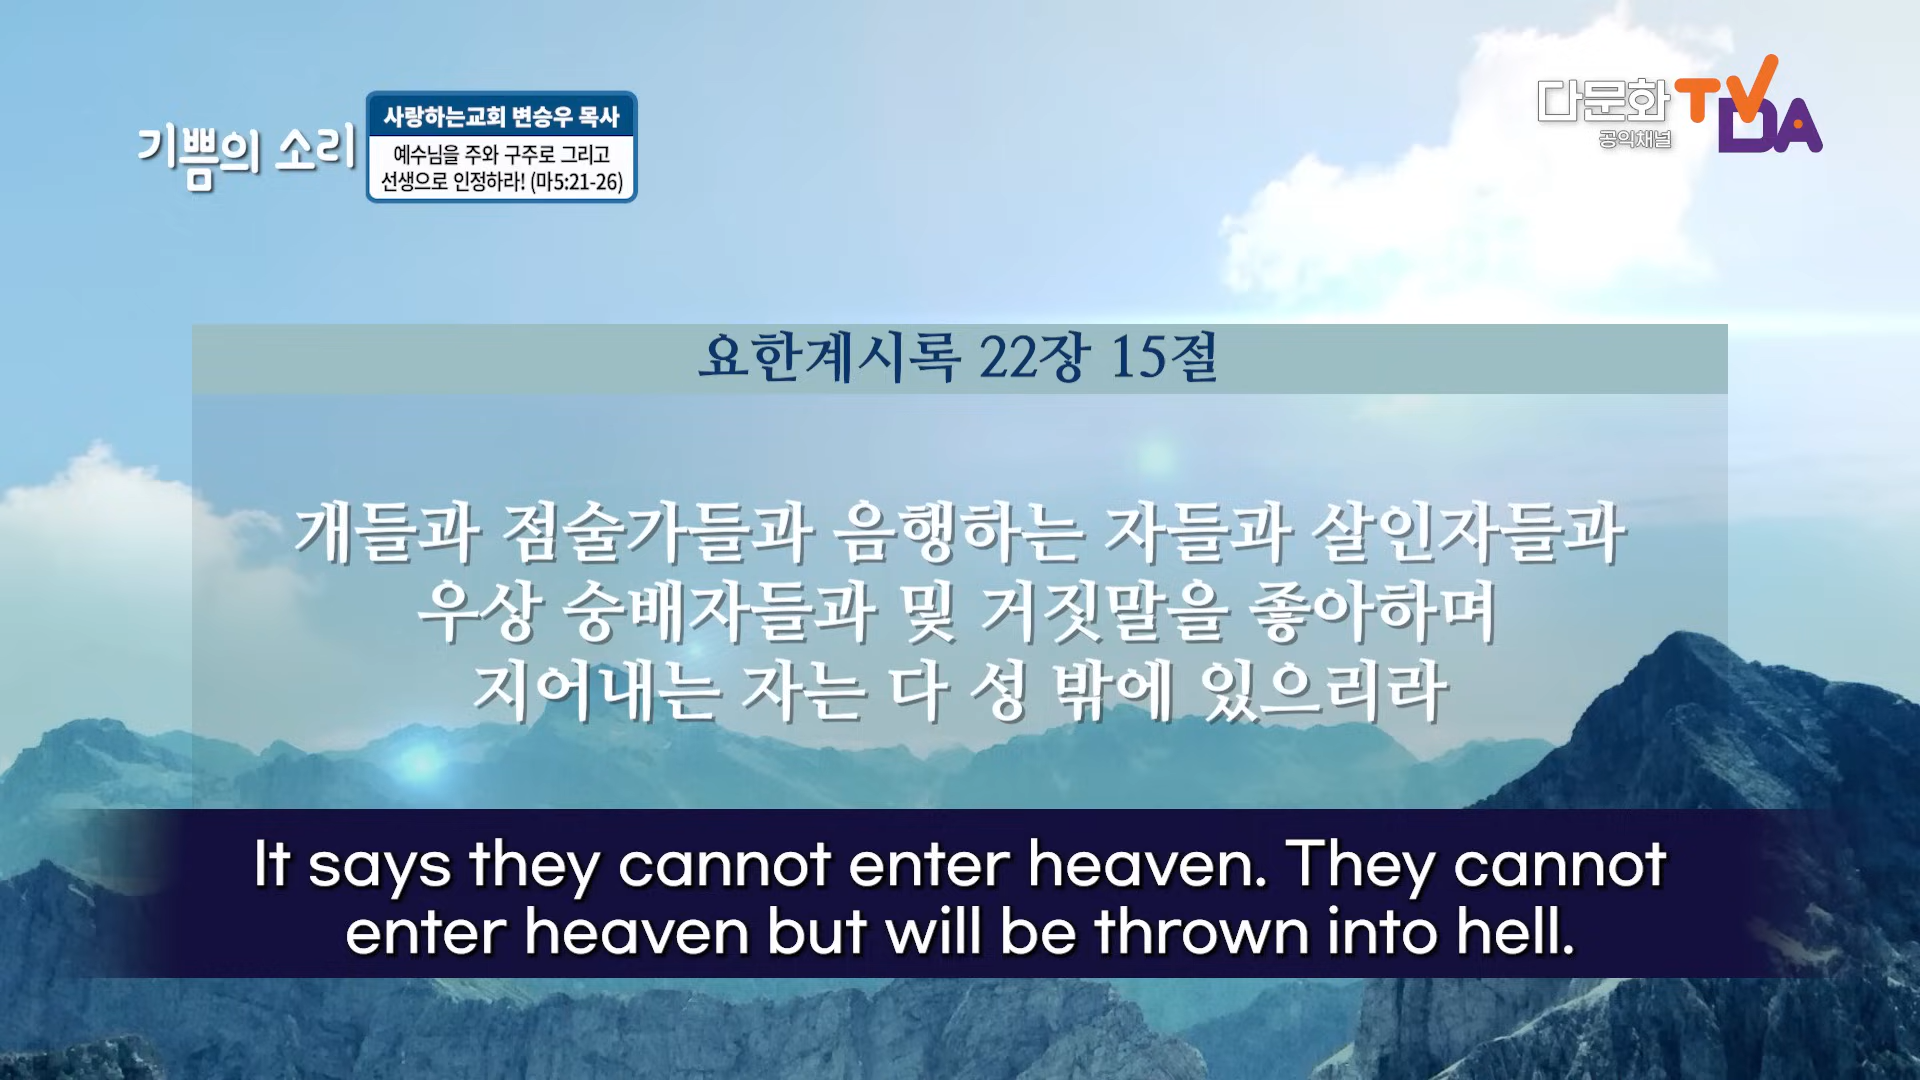 기쁨의 소리
사랑하는교회 변승우 목사
예수님을 주와 구주로 그리고
선생으로 인정하라! (마5:21-26)
다문화 TV
공익채널 DA
요한계시록 22장 15절
개들과 점술가들과 음행하는 자들과 살인자들과
우상 숭배자들과 및 거짓말을 좋아하며
지어내는 자는 다 성 밖에 있으리라
It says they cannot enter heaven. They cannot
enter heaven but will be thrown into hell.